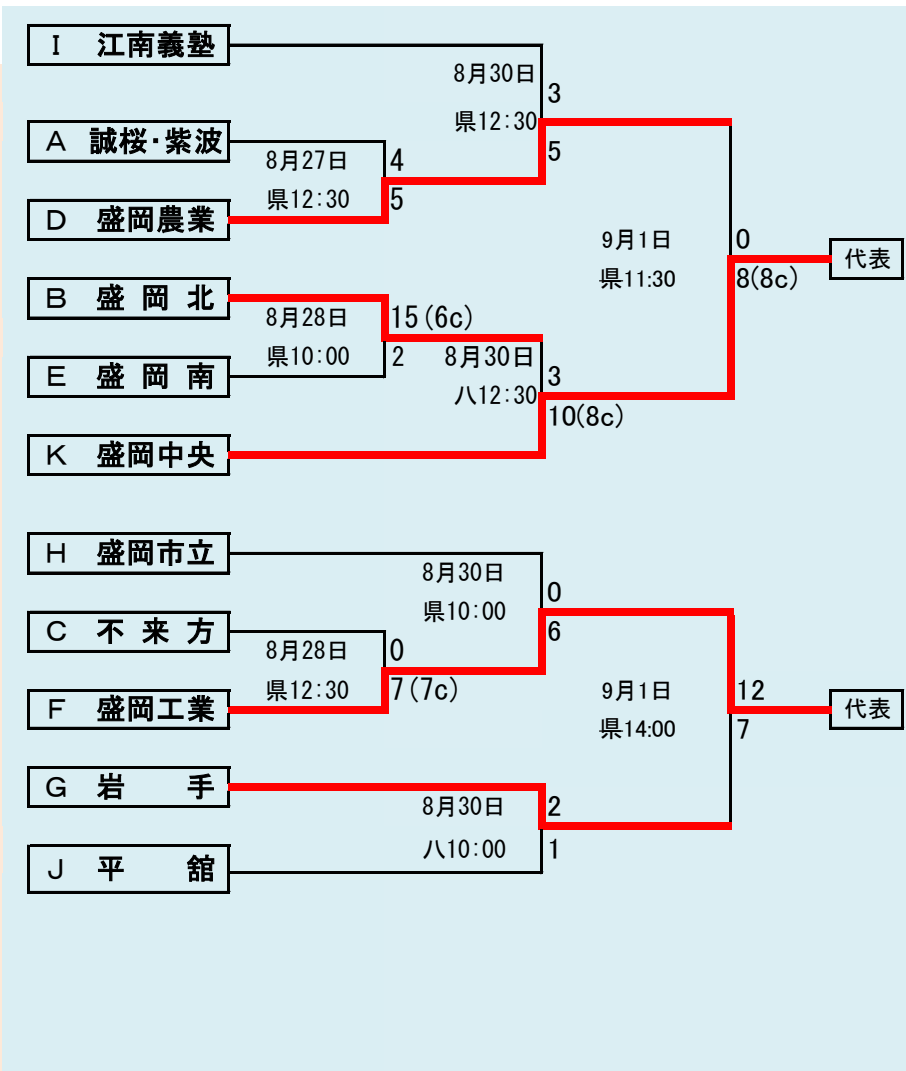 I 江南義塾
8月30日
3
県12:30
A 誠桜・紫波
8月27日
4
5
県12:30
5
D 盛岡農業
9月1日
0
代表
県11:30
8(8c)
B 盛岡北
8月28日
15(6c)
県10:00
2
8月30日
3
E 盛岡南
八12:30
10(8c)
K 盛岡中央
H 盛岡市立
8月30日
0
県10:00
6
C 不来方
8月28日
0
県12:30
7(7c)
F 盛岡工業
9月1日
12
代表
県14:00
7
G 岩手
8月30日
2
八10:00
1
J 平舘